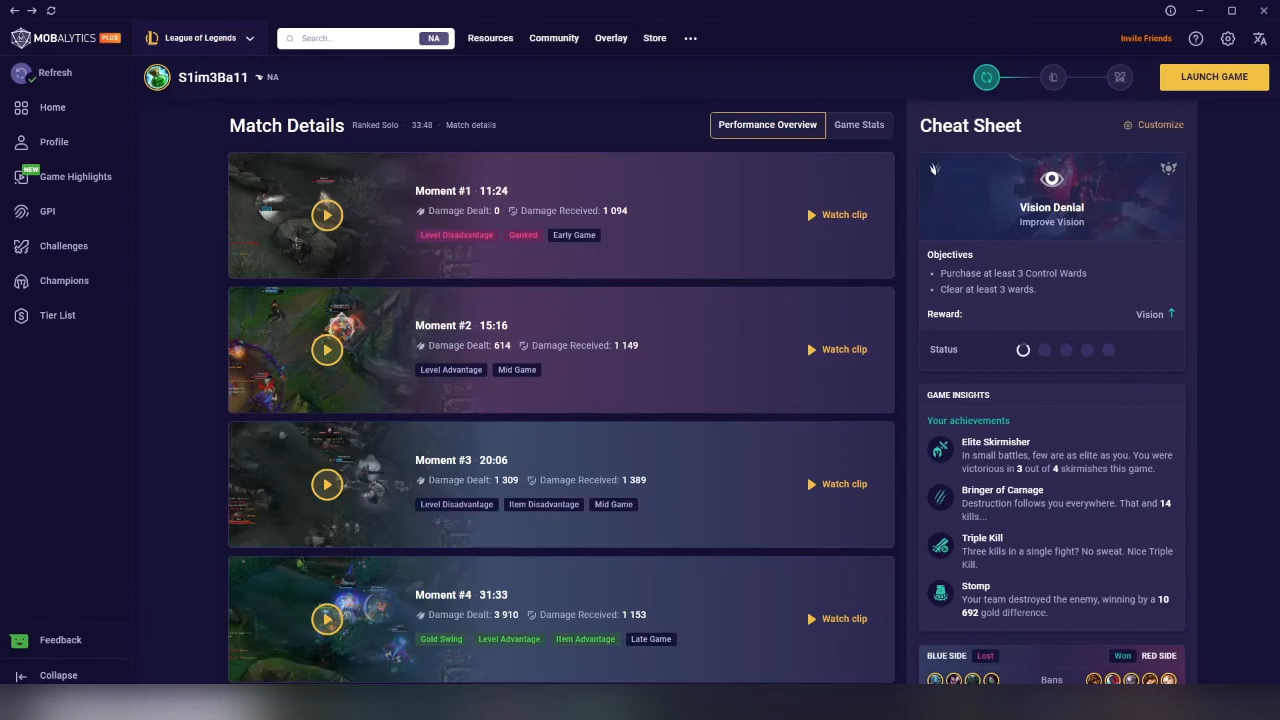 MOBALYTICS PLUS
League of Legends
Search...
NA
Resources
Community
Overlay
Store
Invite Friends
Refresh
Home
Profile
NEW
Game Highlights
GPI
Challenges
Champions
Tier List
Feedback
Collapse
S1im3Ba11 NA
LAUNCH GAME
Match Details Ranked Solo · 33:48 · Match details
Performance Overview
Game Stats
Moment #1 11:24
Damage Dealt: 0 Damage Received: 1 094
Level Disadvantage Ganked Early Game
Watch clip
Moment #2 15:16
Damage Dealt: 614 Damage Received: 1 149
Level Advantage Mid Game
Watch clip
Moment #3 20:06
Damage Dealt: 1 309 Damage Received: 1 389
Level Disadvantage Item Disadvantage Mid Game
Watch clip
Moment #4 31:33
Damage Dealt: 3 910 Damage Received: 1 153
Gold Swing Level Advantage Item Advantage Late Game
Watch clip
Cheat Sheet
Customize
Vision Denial
Improve Vision
Objectives
• Purchase at least 3 Control Wards
• Clear at least 3 wards.
Reward:
Vision
Status
GAME INSIGHTS
Your achievements
Elite Skirmisher
In small battles, few are as elite as you. You were
victorious in 3 out of 4 skirmishes this game.
Bringer of Carnage
Destruction follows you everywhere. That and 14
kills...
Triple Kill
Three kills in a single fight? No sweat. Nice Triple
Kill.
Stomp
Your team destroyed the enemy, winning by a 10
692 gold difference.
BLUE SIDE Lost
Won RED SIDE
Bans